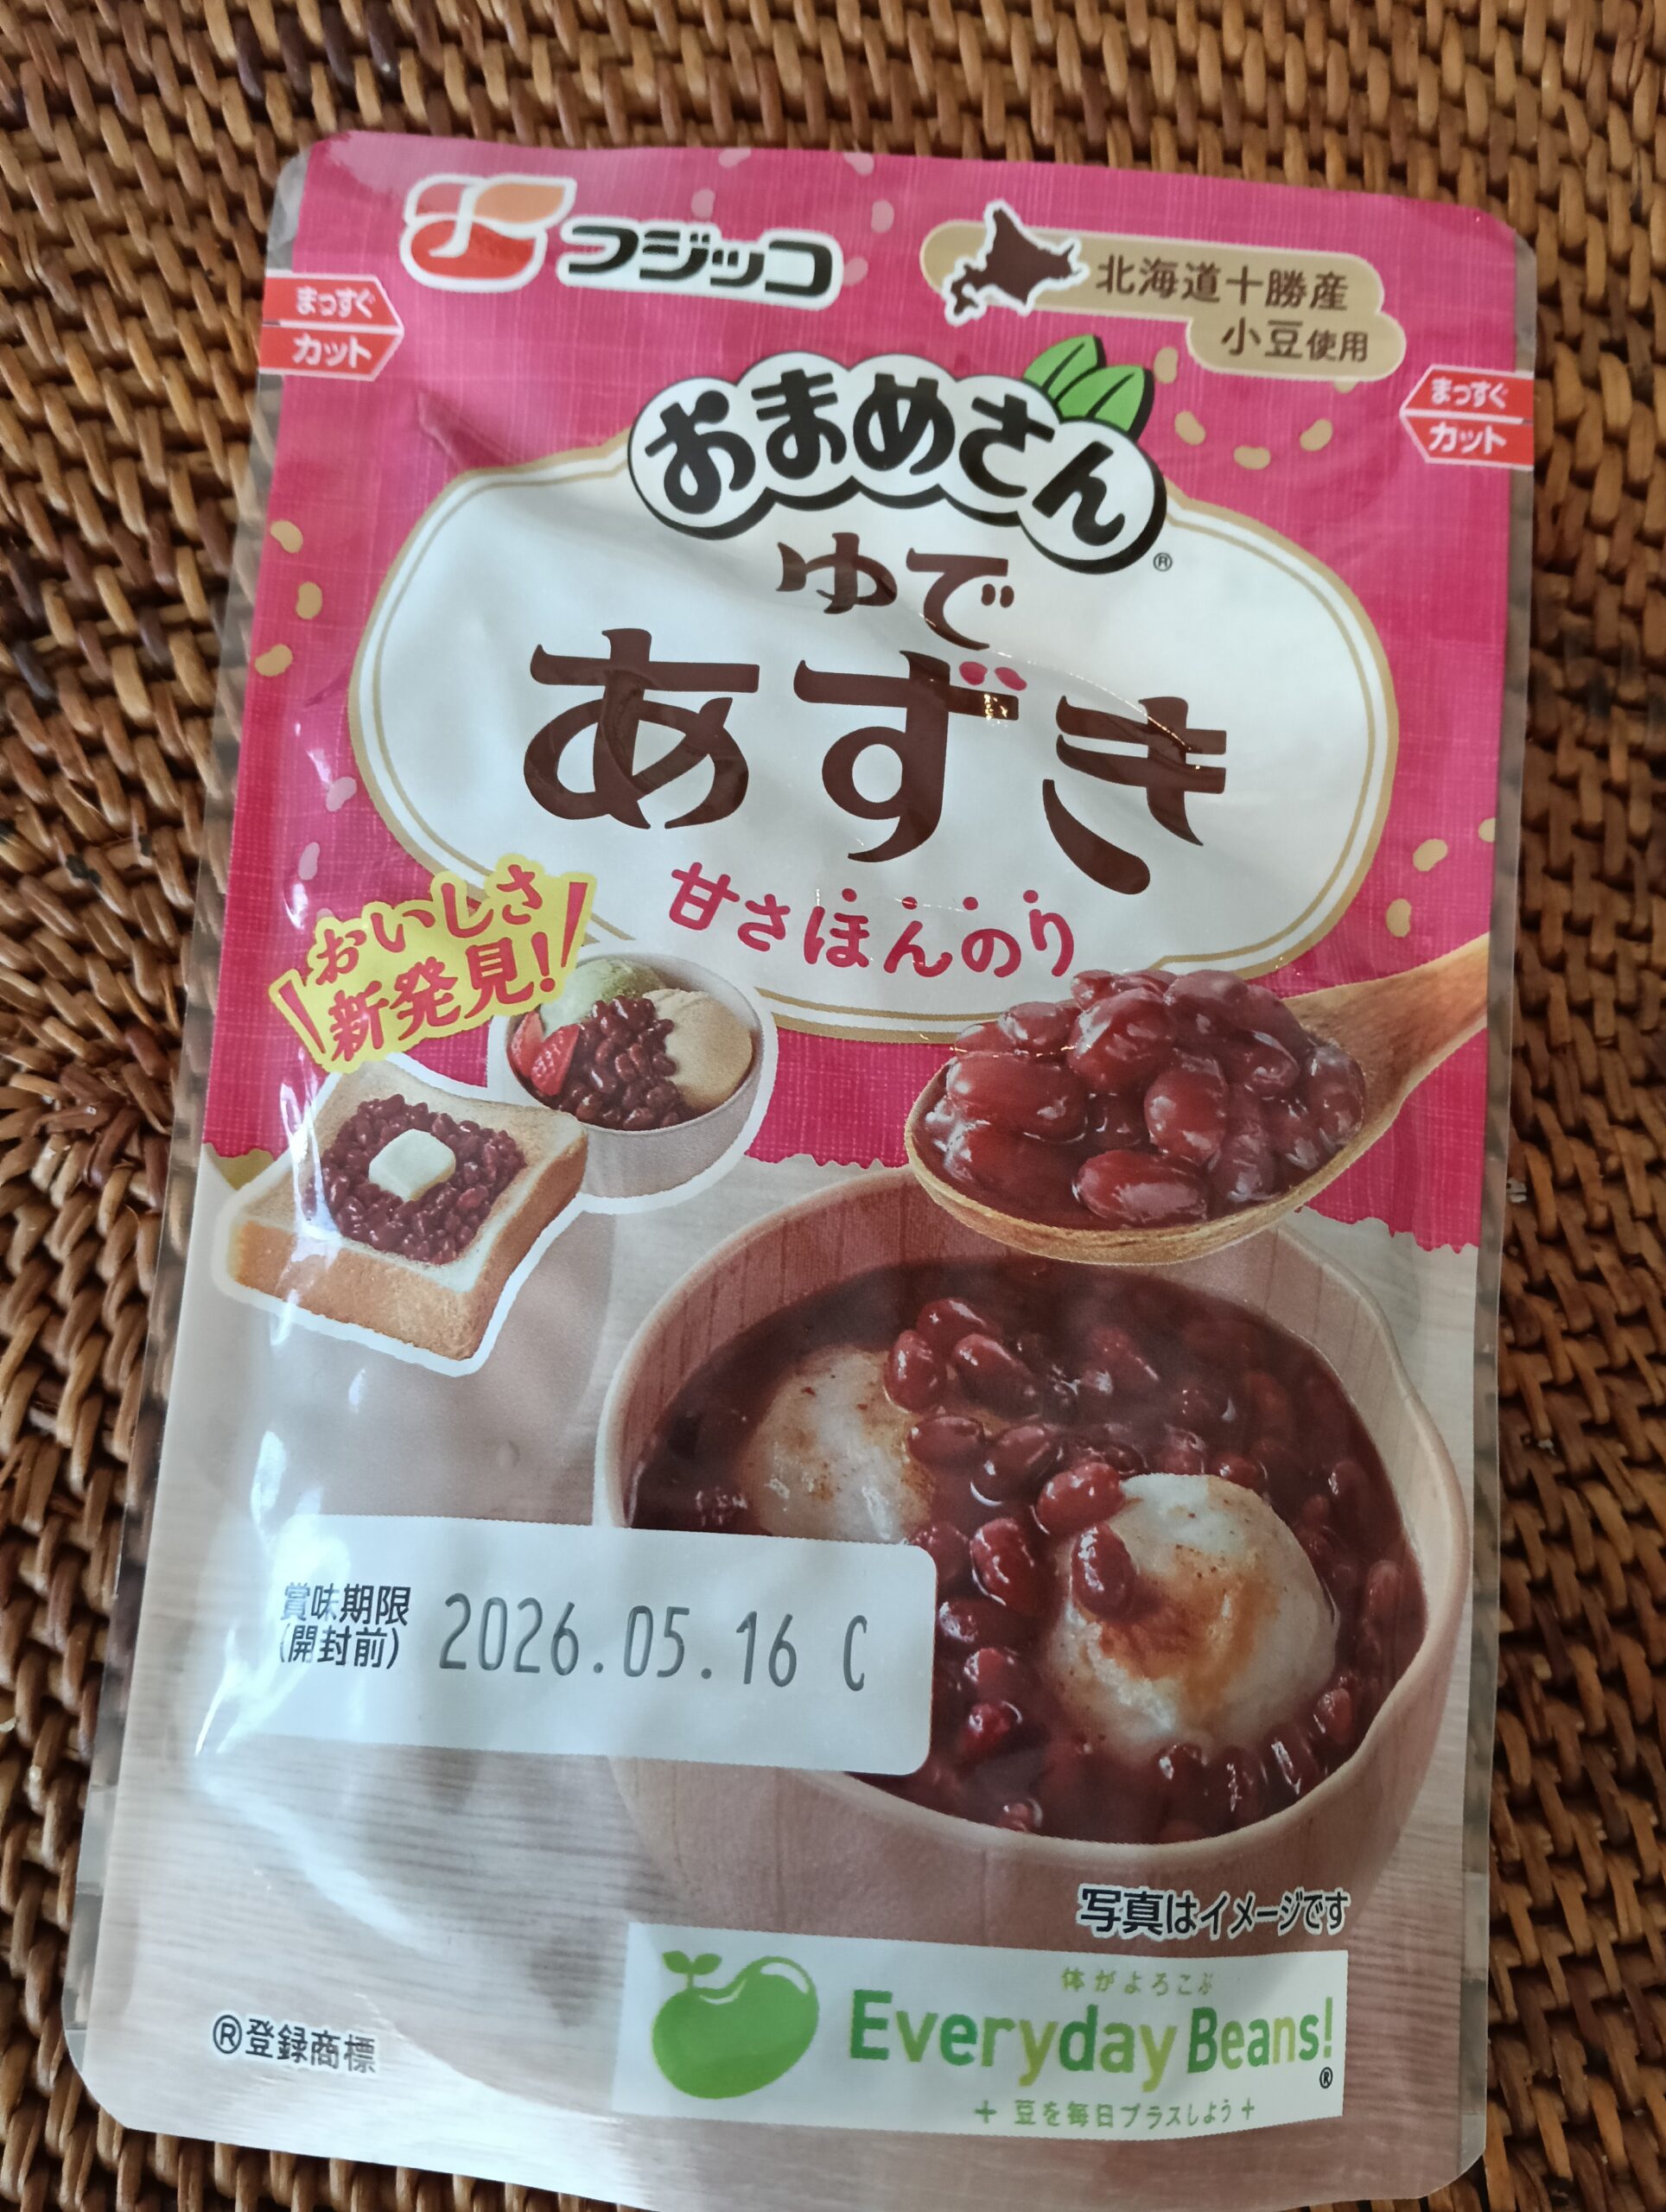 フジッコ
北海道十勝産
小豆使用
まっすぐ
カット
まっすぐ
カット
おまめさん®
ゆで
あずき
甘さほんのり
おいしさ
新発見!
賞味期限
(開封前)
2026.05.16 C
写真はイメージです
体がよろこぶ
Everyday Beans!®
+ 豆を毎日プラスしよう +
®登録商標